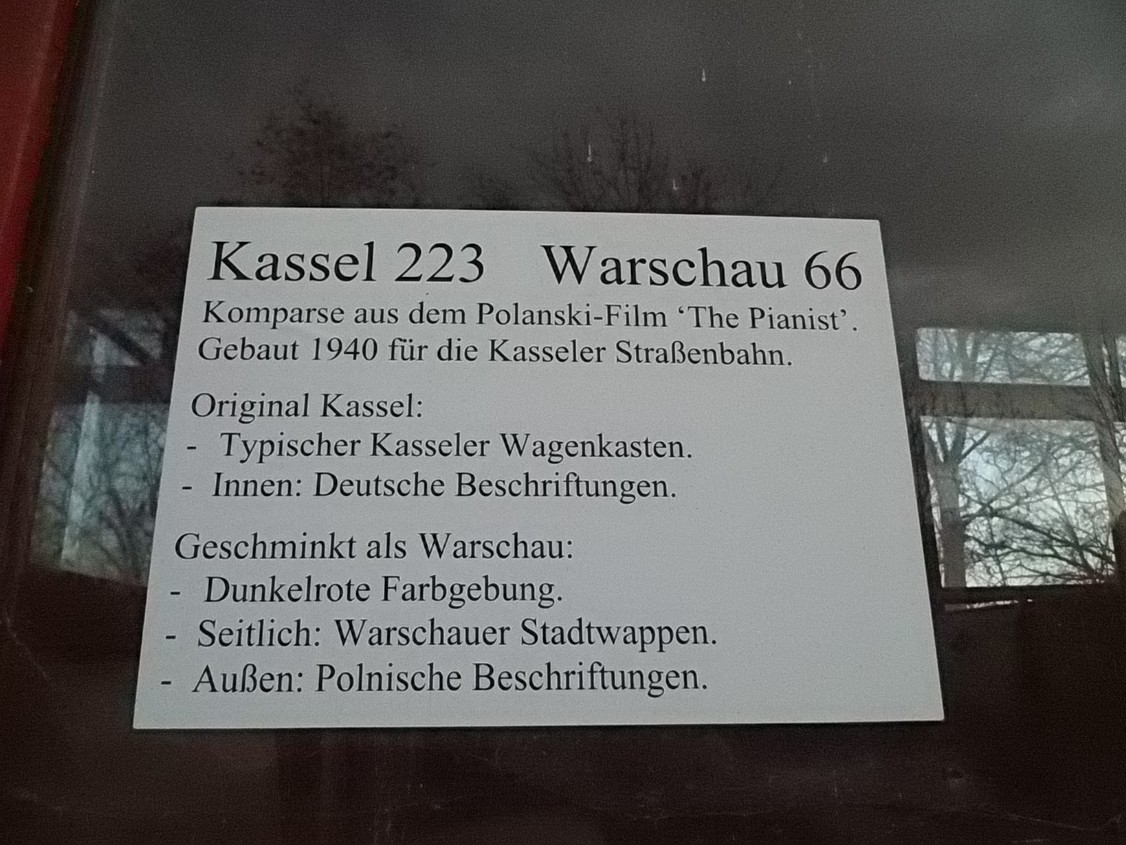 Kassel 223 Warschau 66
Komparse aus dem Polanski-Film ‘The Pianist’.
Gebaut 1940 für die Kasseler Straßenbahn.
Original Kassel:
- Typischer Kasseler Wagenkasten.
- Innen: Deutsche Beschriftungen.
Geschminkt als Warschau:
- Dunkelrote Farbgebung.
- Seitlich: Warschauer Stadtwappen.
- Außen: Polnische Beschriftungen.